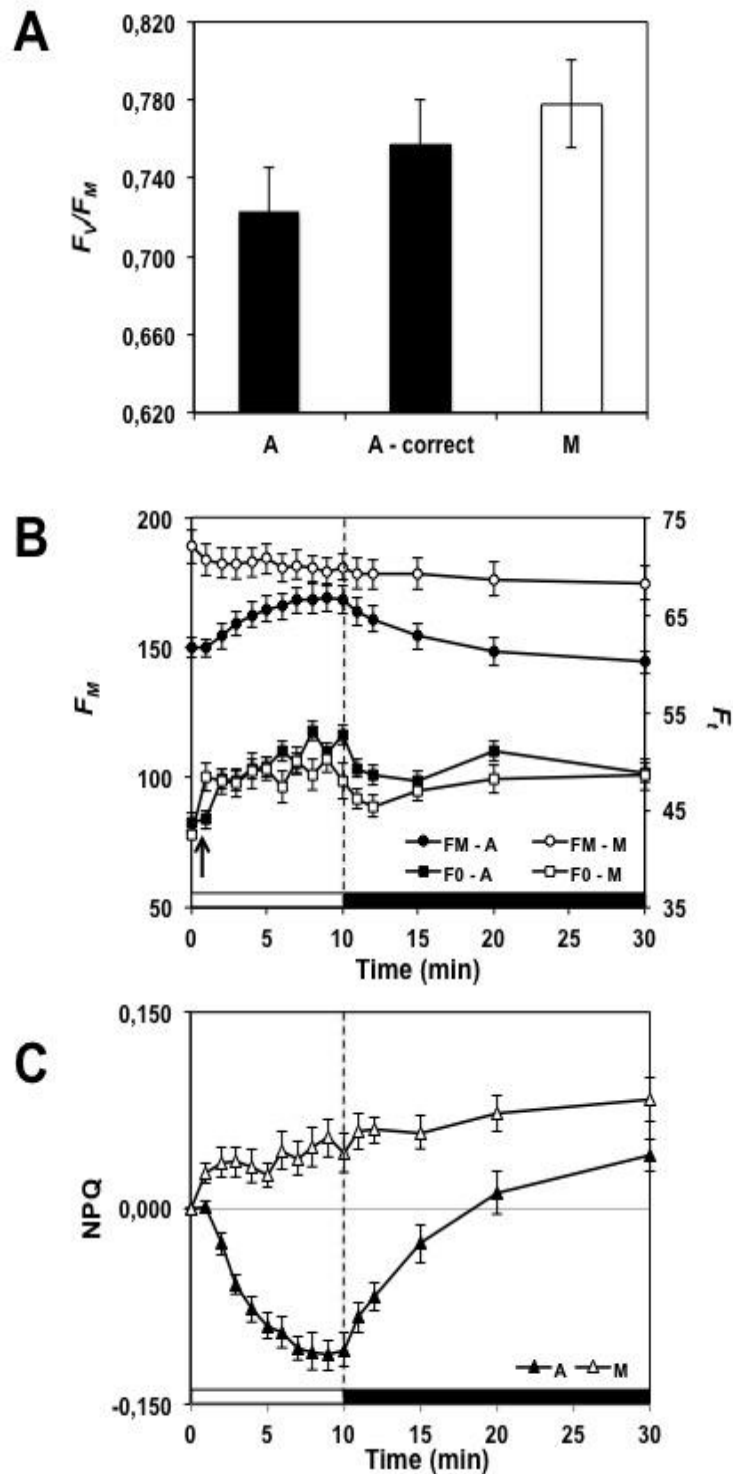 A
0,820
0,780
0,740
0,700
0,660
0,620
FV/FM
A
A - correct
M
B
200
150
100
50
FM
75
65
55
45
35
Ft
FM - A
FM - M
F0 - A
F0 - M
0 5 10 15 20 25 30
Time (min)
C
0,150
0,000
-0,150
NPQ
A
M
0 5 10 15 20 25 30
Time (min)